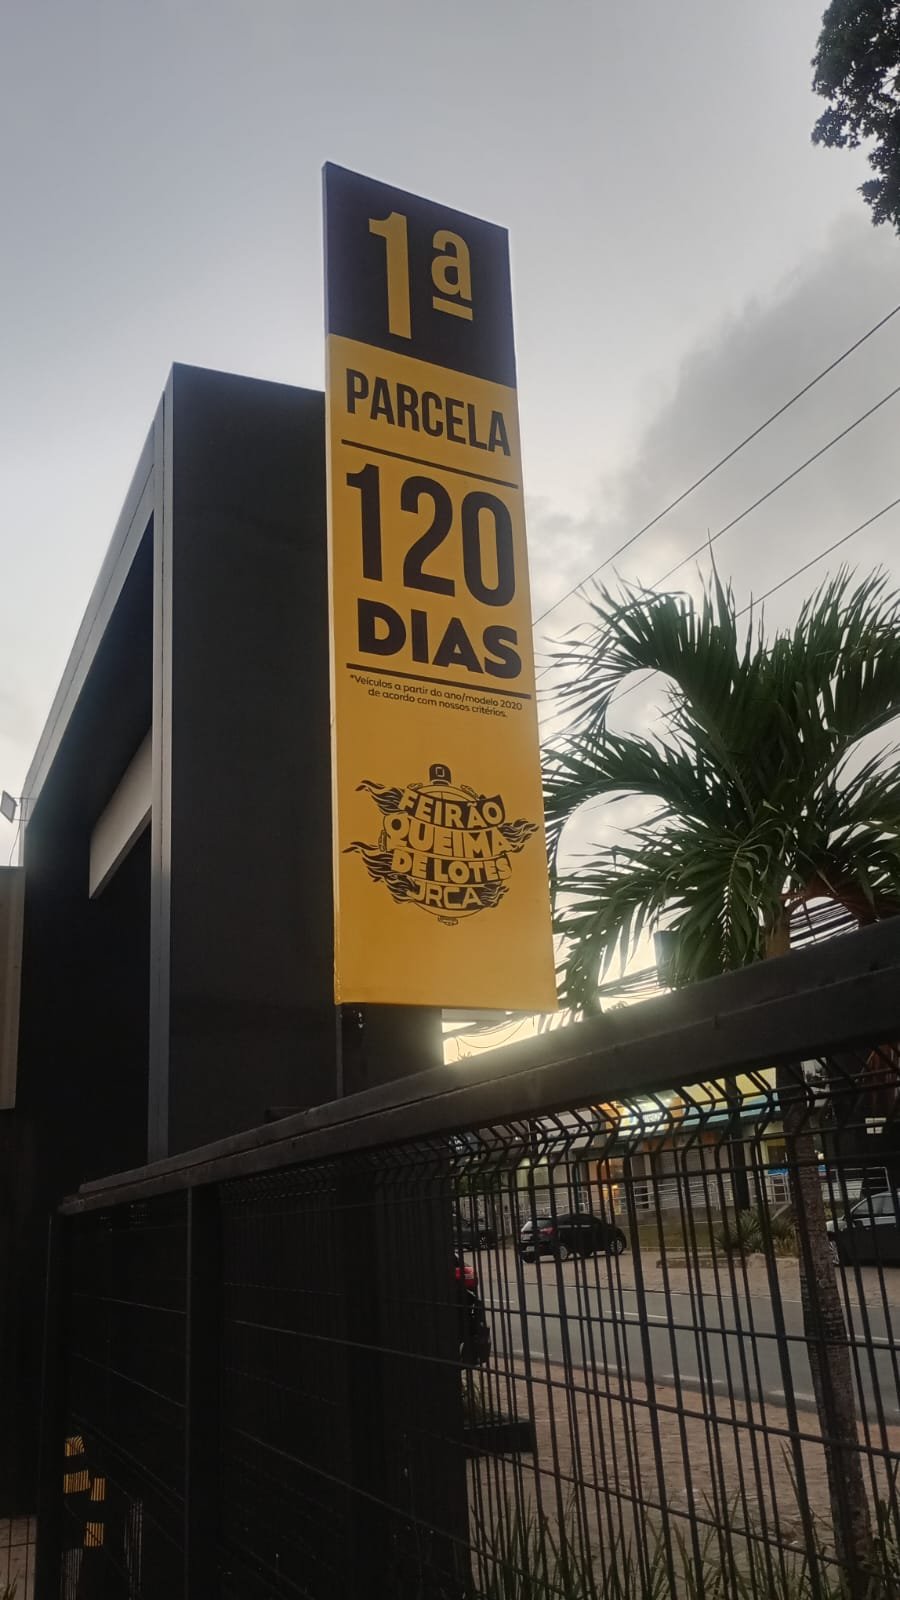 1ª
PARCELA
120
DIAS
*Veículos a partir do ano/modelo 2020
de acordo com nossos critérios.
FEIRÃO
QUEIMA
DE LOTES
JRCA